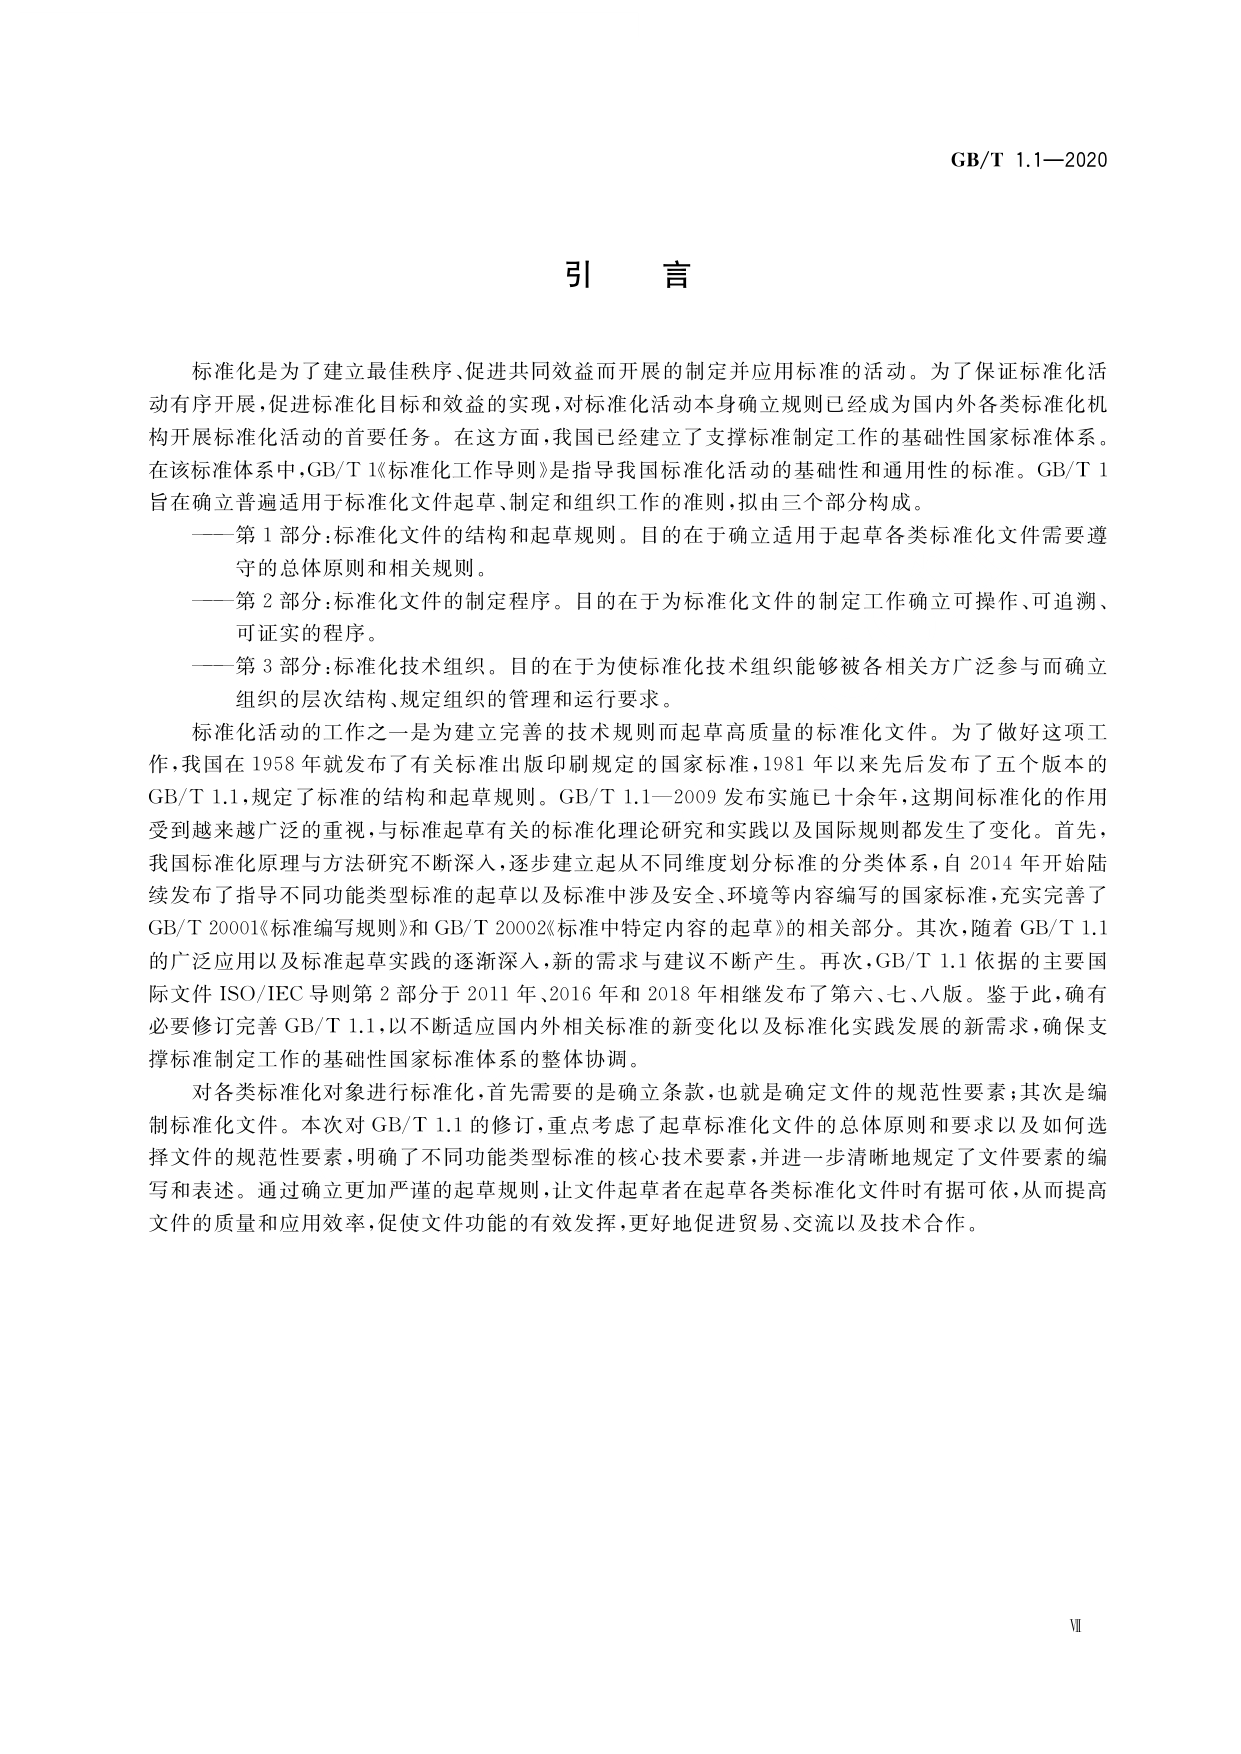 GB/T 1.1—2020
引 言
标准化是为了建立最佳秩序、促进共同效益而开展的制定并应用标准的活动。为了保证标准化活
动有序开展,促进标准化目标和效益的实现,对标准化活动本身确立规则已经成为国内外各类标准化机
构开展标准化活动的首要任务。在这方面,我国已经建立了支撑标准制定工作的基础性国家标准体系。
在该标准体系中,GB/T 1《标准化工作导则》是指导我国标准化活动的基础性和通用性的标准。GB/T 1
旨在确立普遍适用于标准化文件起草、制定和组织工作的准则,拟由三个部分构成。
——第 1 部分:标准化文件的结构和起草规则。目的在于确立适用于起草各类标准化文件需要遵
守的总体原则和相关规则。
——第 2 部分:标准化文件的制定程序。目的在于为标准化文件的制定工作确立可操作、可追溯、
可证实的程序。
——第 3 部分:标准化技术组织。目的在于为使标准化技术组织能够被各相关方广泛参与而确立
组织的层次结构、规定组织的管理和运行要求。
标准化活动的工作之一是为建立完善的技术规则而起草高质量的标准化文件。为了做好这项工
作,我国在 1958 年就发布了有关标准出版印刷规定的国家标准,1981 年以来先后发布了五个版本的
GB/T 1.1,规定了标准的结构和起草规则。GB/T 1.1—2009 发布实施已十余年,这期间标准化的作用
受到越来越广泛的重视,与标准起草有关的标准化理论研究和实践以及国际规则都发生了变化。首先,
我国标准化原理与方法研究不断深入,逐步建立起从不同维度划分标准的分类体系,自 2014 年开始陆
续发布了指导不同功能类型标准的起草以及标准中涉及安全、环境等内容编写的国家标准,充实完善了
GB/T 20001《标准编写规则》和 GB/T 20002《标准中特定内容的起草》的相关部分。其次,随着 GB/T 1.1
的广泛应用以及标准起草实践的逐渐深入,新的需求与建议不断产生。再次,GB/T 1.1 依据的主要国
际文件 ISO/IEC 导则第 2 部分于 2011 年、2016 年和 2018 年相继发布了第六、七、八版。鉴于此,确有
必要修订完善 GB/T 1.1,以不断适应国内外相关标准的新变化以及标准化实践发展的新需求,确保支
撑标准制定工作的基础性国家标准体系的整体协调。
对各类标准化对象进行标准化,首先需要的是确立条款,也就是确定文件的规范性要素;其次是编
制标准化文件。本次对 GB/T 1.1 的修订,重点考虑了起草标准化文件的总体原则和要求以及如何选
择文件的规范性要素,明确了不同功能类型标准的核心技术要素,并进一步清晰地规定了文件要素的编
写和表述。通过确立更加严谨的起草规则,让文件起草者在起草各类标准化文件时有据可依,从而提高
文件的质量和应用效率,促使文件功能的有效发挥,更好地促进贸易、交流以及技术合作。
Ⅶ